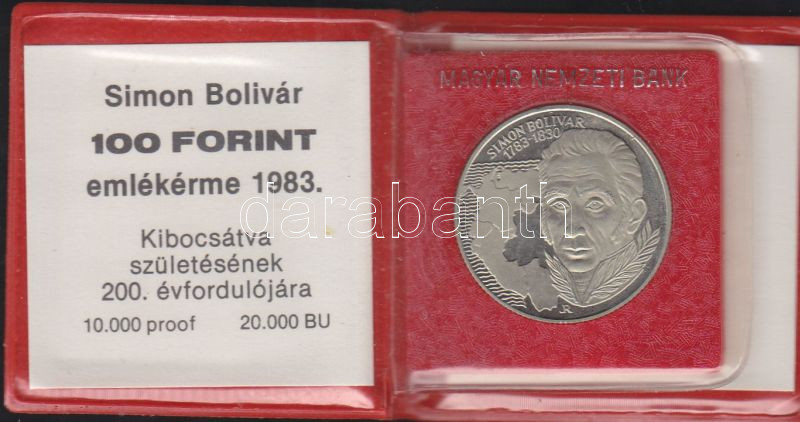 Simon Bolivár
100 FORINT
emlékérme 1983.
Kibocsátva
születésének
200. évfordulójára
10.000 proof 20.000 BU
MAGYAR NEMZETI BANK
SIMON BOLIVAR
1783-1830
JR
darabanth